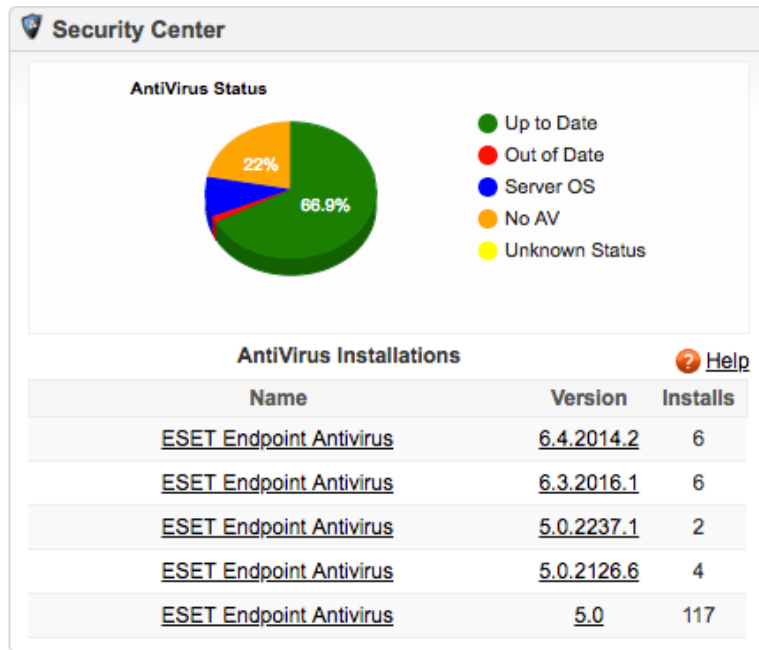 Security Center
AntiVirus Status
22%
66.9%
Up to Date
Out of Date
Server OS
No AV
Unknown Status
AntiVirus Installations
? Help
Name Version Installs
ESET Endpoint Antivirus 6.4.2014.2 6
ESET Endpoint Antivirus 6.3.2016.1 6
ESET Endpoint Antivirus 5.0.2237.1 2
ESET Endpoint Antivirus 5.0.2126.6 4
ESET Endpoint Antivirus 5.0 117